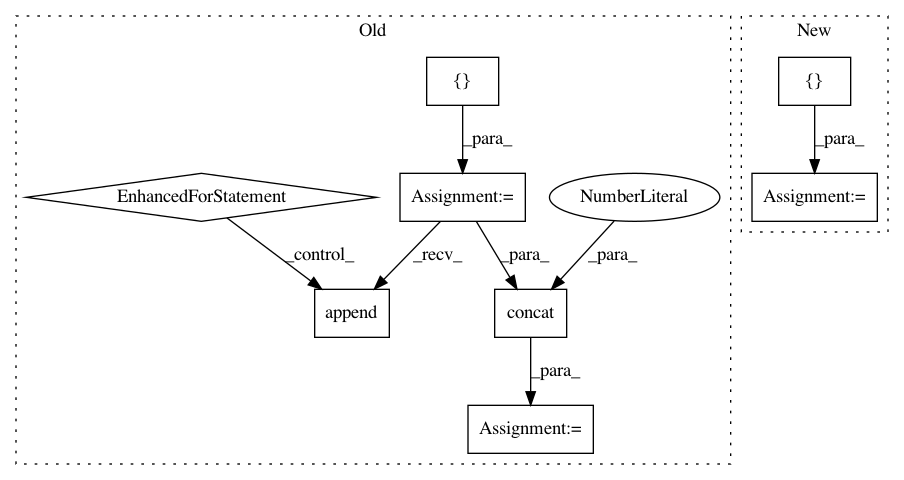 Old
New
{}
{}
_para_
_para_
EnhancedForStatement
Assignment:=
NumberLiteral
Assignment:=
_control_
_recv_
_para_
_para_
append
concat
_para_
Assignment:=